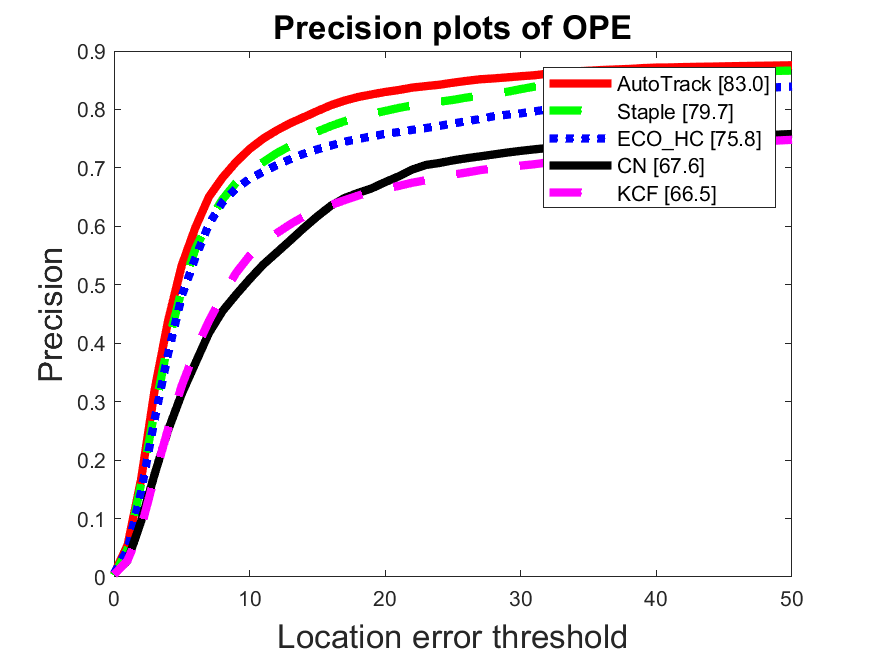 Precision plots of OPE
0.9
0.8
0.7
0.6
0.5
0.4
0.3
0.2
0.1
0
Precision
AutoTrack [83.0]
Staple [79.7]
ECO_HC [75.8]
CN [67.6]
KCF [66.5]
0 10 20 30 40 50
Location error threshold